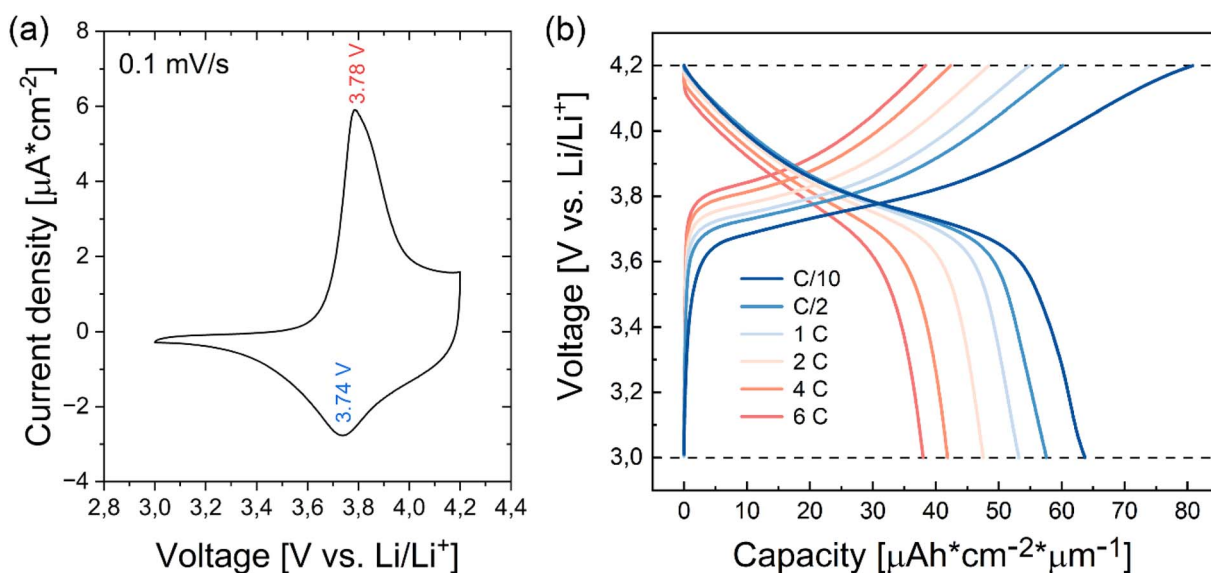 (a)
8
6
4
2
0
−2
−4
0.1 mV/s
3.78 V
3.74 V
Current density [μA*cm⁻²]
2,8 3,0 3,2 3,4 3,6 3,8 4,0 4,2 4,4
Voltage [V vs. Li/Li⁺]
(b)
4,2
4,0
3,8
3,6
3,4
3,2
3,0
Voltage [V vs. Li/Li⁺]
C/10
C/2
1 C
2 C
4 C
6 C
0 10 20 30 40 50 60 70 80
Capacity [μAh*cm⁻²*μm⁻¹]